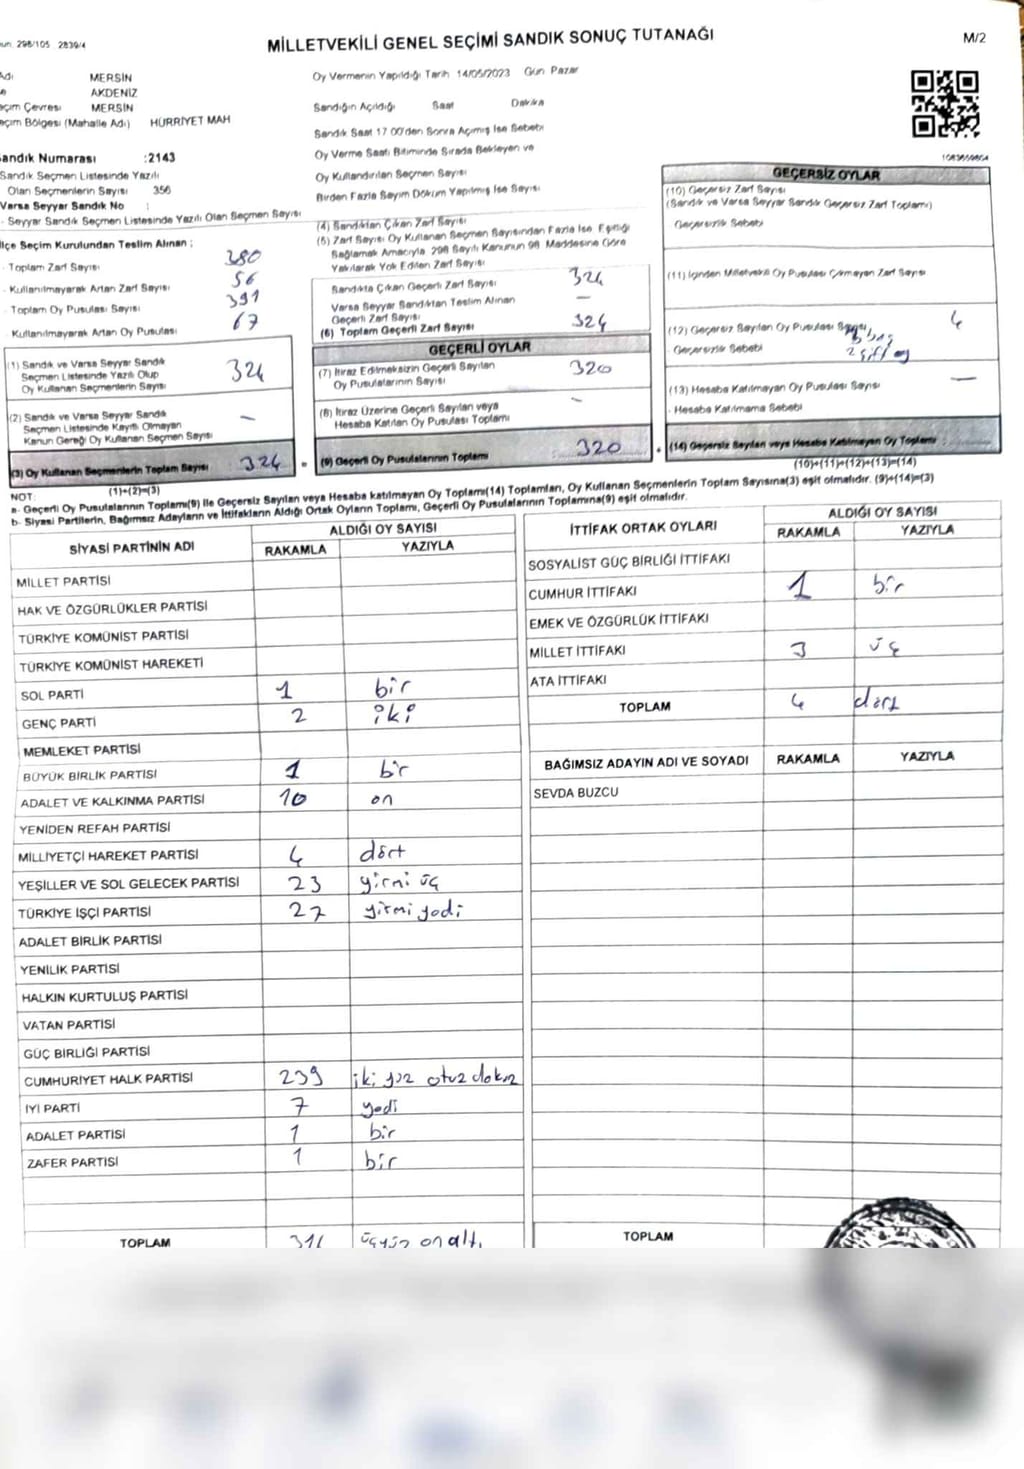 MİLLETVEKİLİ GENEL SEÇİMİ SANDIK SONUÇ TUTANAĞI
M/2
298/105 2839/4
MERSİN
AKDENİZ
Çevresi MERSİN
Bölgesi (Mahalle Adı) HÜRRİYET MAH
Oy Vermenin Yapıldığı Tarih 14/05/2023 Gün Pazar
Sandığın Açıldığı Saat Dakika
Sandık Saat 17 00'den Sonra Açımış İse Sebebi
Oy Verme Saati Bitiminde Sırada Bekleyen ve
Oy Kullandırılan Seçmen Sayısı
Birden Fazla Sayım Döküm Yapılmış İse Sayısı
1083659804
Sandık Numarası :2143
Sandık Seçmen Listesinde Yazılı
Olan Seçmenlerin Sayısı 356
Varsa Seyyar Sandık No :
- Seyyar Sandık Seçmen Listesinde Yazılı Olan Seçmen Sayısı
İlçe Seçim Kurulundan Teslim Alınan ;
- Toplam Zarf Sayısı 380
- Kullanılmayarak Artan Zarf Sayısı 56
- Toplam Oy Pusulası Sayısı 391
- Kullanılmayarak Artan Oy Pusulası 67
(1) Sandık ve Varsa Seyyar Sandık
Seçmen Listesinde Yazılı Olup
Oy Kullanan Seçmenlerin Sayısı 324
(2) Sandık ve Varsa Seyyar Sandık
Seçmen Listesinde Kayıtlı Olmayan
Kanun Gereği Oy Kullanan Seçmen Sayısı –
(3) Oy Kullanan Seçmenlerin Toplam Sayısı : 324
(1)+(2)=(3)
(4) Sandıktan Çıkan Zarf Sayısı
(5) Zarf Sayısı Oy Kullanan Seçmen Sayısından Fazla İse Eşitliği
Sağlamak Amacıyla 298 Sayılı Kanunun 98. Maddesine Göre
Yakılarak Yok Edilen Zarf Sayısı
Sandıkta Çıkan Geçerli Zarf Sayısı 324
Varsa Seyyar Sandıktan Teslim Alınan
Geçerli Zarf Sayısı –
(6) Toplam Geçerli Zarf Sayısı 324
GEÇERLİ OYLAR
(7) İtiraz Edilmeksizin Geçerli Sayılan
Oy Pusulalarının Sayısı 320
(8) İtiraz Üzerine Geçerli Sayılan veya
Hesaba Katılan Oy Pusulası Toplamı –
(9) Geçerli Oy Pusulalarının Toplamı 320
GEÇERSİZ OYLAR
(10) Geçersiz Zarf Sayısı
(Sandık ve Varsa Seyyar Sandık Geçersiz Zarf Toplamı)
Geçersizlik Sebebi
(11) İçinden Milletvekili Oy Pusulası Çıkmayan Zarf Sayısı
(12) Geçersiz Sayılan Oy Pusulası Sayısı 4
Geçersizlik Sebebi
(13) Hesaba Katılmayan Oy Pusulası Sayısı –
- Hesaba Katılmama Sebebi
(14) Geçersiz Sayılan veya Hesaba Katılmayan Oy Toplamı
(10)+(11)+(12)+(13)=(14)
NOT:
a- Geçerli Oy Pusulalarının Toplamı(9) ile Geçersiz Sayılan veya Hesaba katılmayan Oy Toplamı(14) Toplamları, Oy Kullanan Seçmenlerin Toplam Sayısına(3) eşit olmalıdır. (9)+(14)=(3)
b- Siyasi Partilerin, Bağımsız Adayların ve İttifakların Aldığı Ortak Oyların Toplamı, Geçerli Oy Pusulalarının Toplamına(9) eşit olmalıdır.
SİYASİ PARTİNİN ADI ALDIĞI OY SAYISI
RAKAMLA YAZIYLA
MİLLET PARTİSİ
HAK VE ÖZGÜRLÜKLER PARTİSİ
TÜRKİYE KOMÜNİST PARTİSİ
TÜRKİYE KOMÜNİST HAREKETİ
SOL PARTİ 1 bir
GENÇ PARTİ 2 iki
MEMLEKET PARTİSİ
BÜYÜK BİRLİK PARTİSİ 1 bir
ADALET VE KALKINMA PARTİSİ 10 on
YENİDEN REFAH PARTİSİ
MİLLİYETÇİ HAREKET PARTİSİ 4 dört
YEŞİLLER VE SOL GELECEK PARTİSİ 23 yirmi üç
TÜRKİYE İŞÇİ PARTİSİ 27 yirmi yedi
ADALET BİRLİK PARTİSİ
YENİLİK PARTİSİ
HALKIN KURTULUŞ PARTİSİ
VATAN PARTİSİ
GÜÇ BİRLİĞİ PARTİSİ
CUMHURİYET HALK PARTİSİ 239 iki yüz otuz dokuz
İYİ PARTİ 7 yedi
ADALET PARTİSİ 1 bir
ZAFER PARTİSİ 1 bir
TOPLAM 316 üçyüz on altı
İTTİFAK ORTAK OYLARI ALDIĞI OY SAYISI
RAKAMLA YAZIYLA
SOSYALİST GÜÇ BİRLİĞİ İTTİFAKI
CUMHUR İTTİFAKI 1 bir
EMEK VE ÖZGÜRLÜK İTTİFAKI
MİLLET İTTİFAKI 3 üç
ATA İTTİFAKI
TOPLAM 4 dört
BAĞIMSIZ ADAYIN ADI VE SOYADI RAKAMLA YAZIYLA
SEVDA BUZCU
TOPLAM